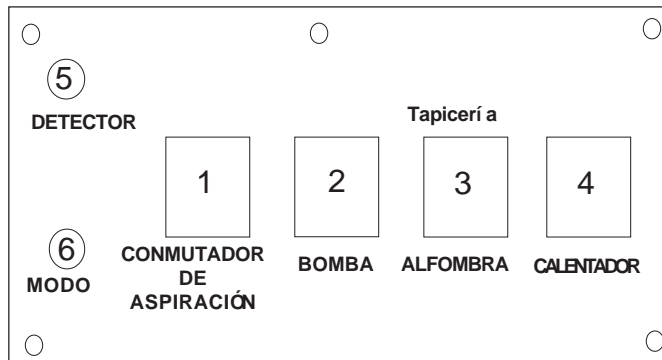 5
DETECTOR
Tapicerí a
1
2
3
4
6
MODO
CONMUTADOR
DE
ASPIRACIÓN
BOMBA
ALFOMBRA
CALENTADOR